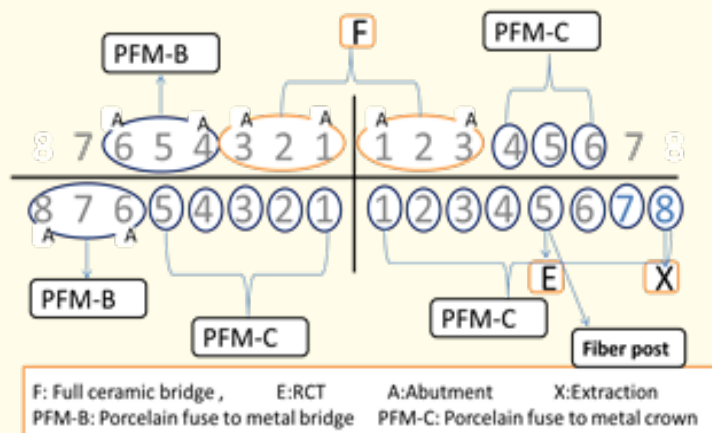 F
PFM-B
PFM-C
A A A A A A
8 7 6 5 4 3 2 1 1 2 3 4 5 6 7 8
8 7 6 5 4 3 2 1 1 2 3 4 5 6 7 8
A A
E X
PFM-B
PFM-C
PFM-C
Fiber post
F: Full ceramic bridge , E:RCT A:Abutment X:Extraction
PFM-B: Porcelain fuse to metal bridge PFM-C: Porcelain fuse to metal crown